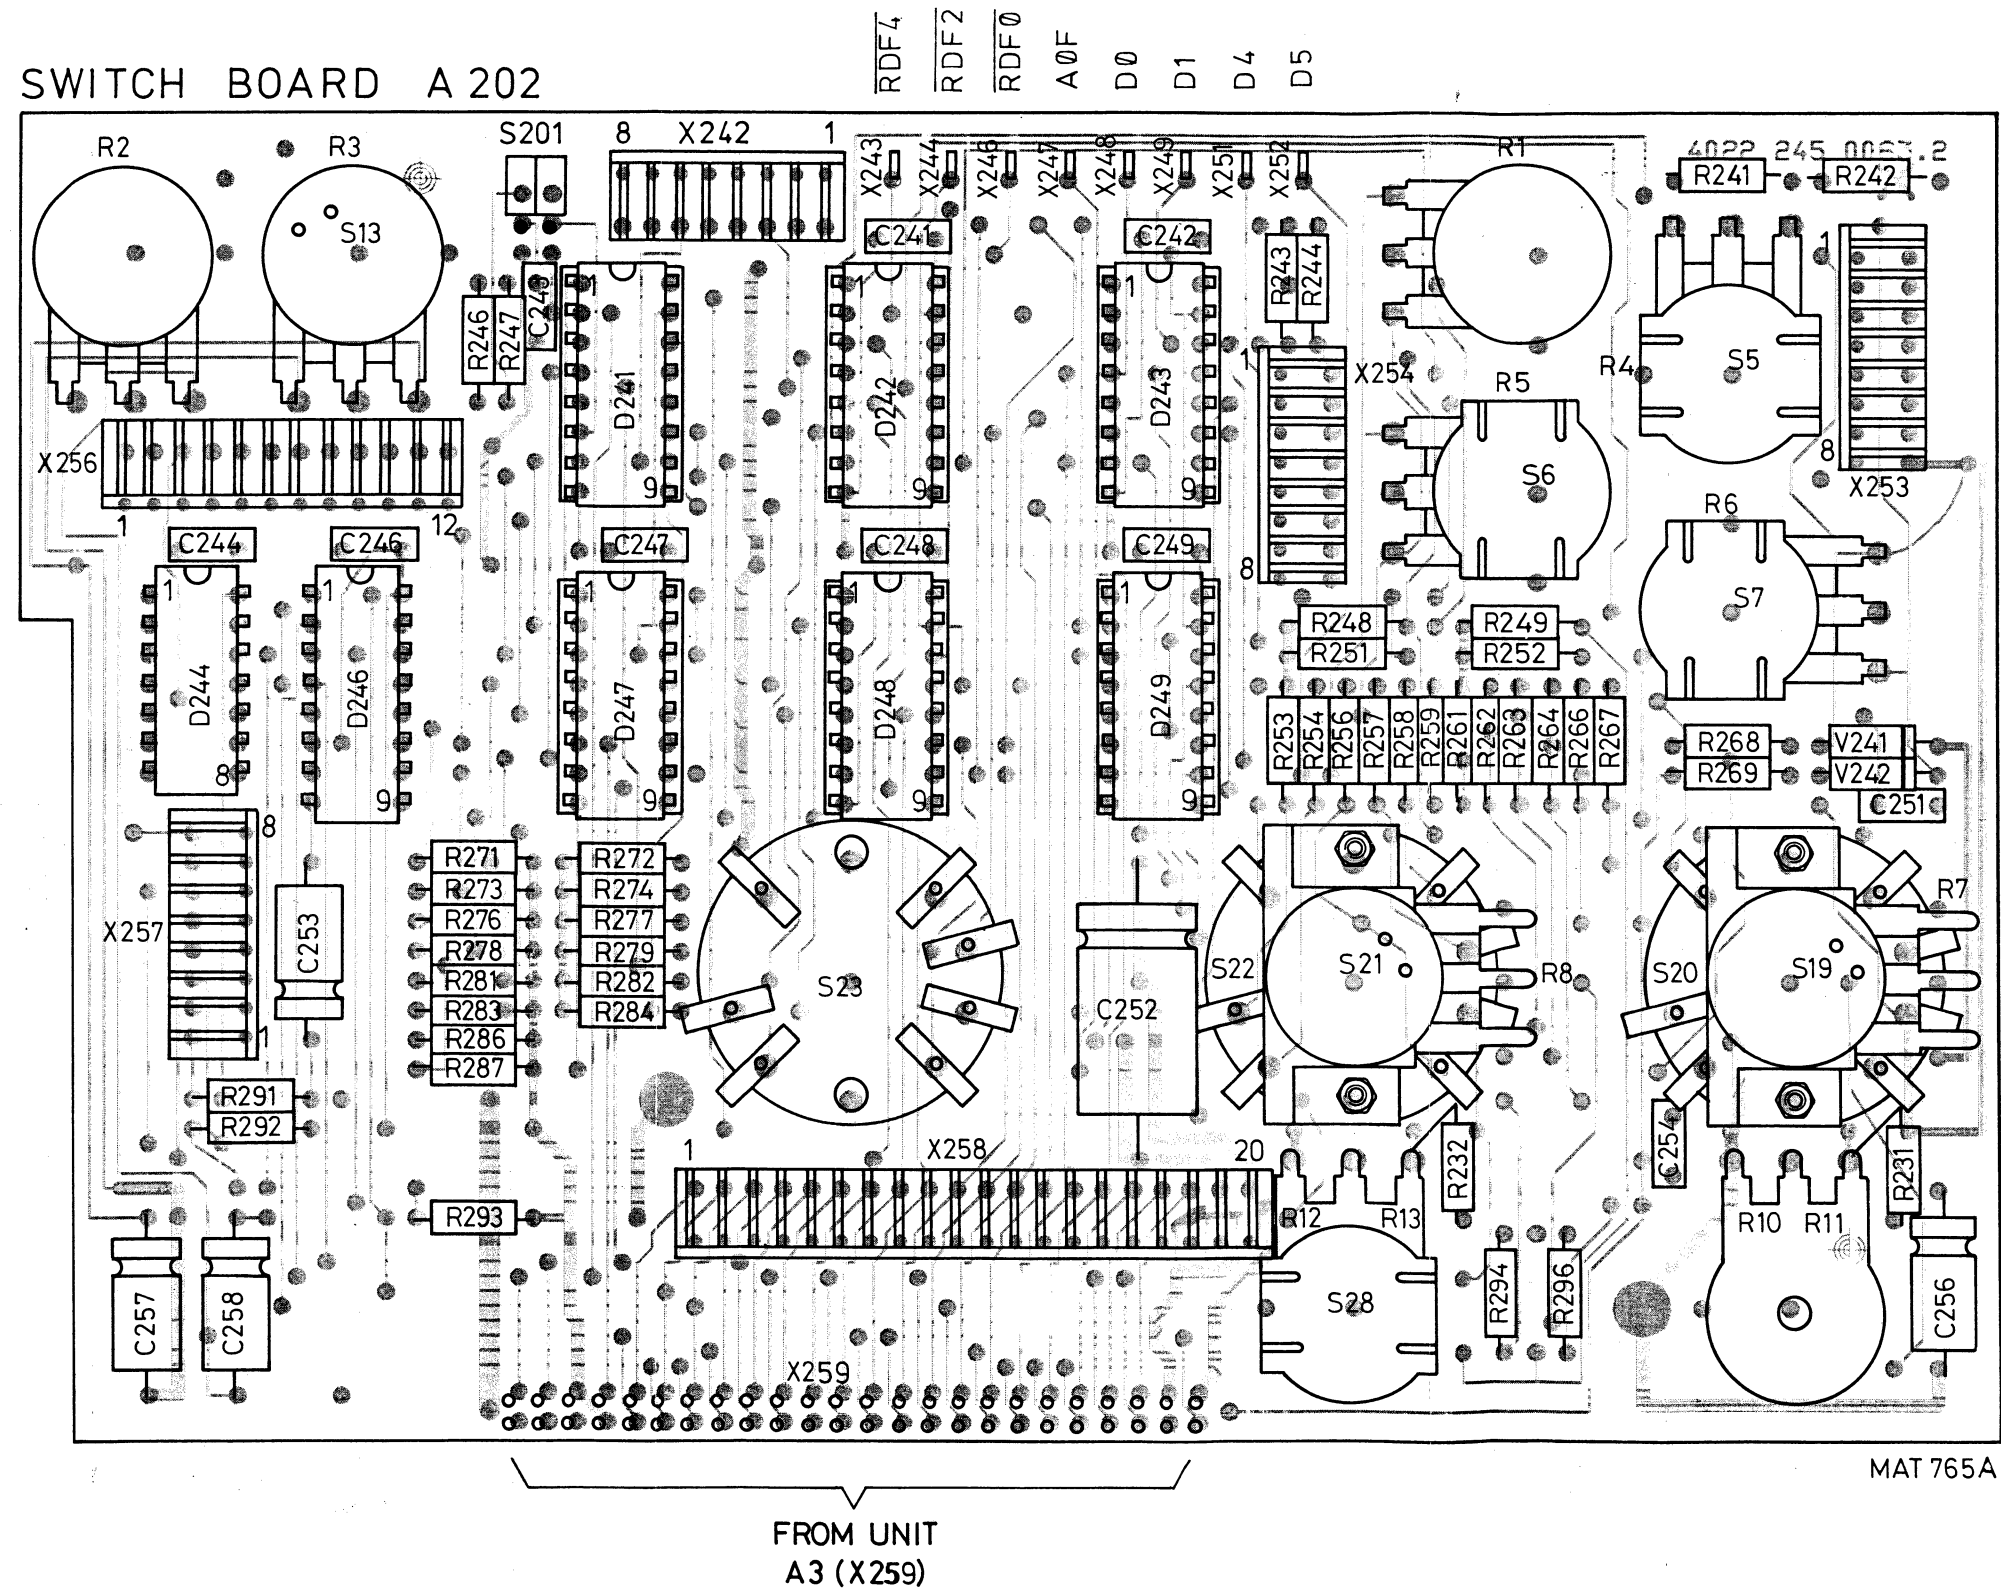 RDF4 RDF2 RDF0 A0F D0 D1 D4 D5
SWITCH BOARD A 202
R2 R3 S201 8 X242 1 X243 X244 X246 X247 X248 X249 X251 X252 R1
4022 245 0063.2
R241 R242
S13 C241 C242 R243 R244 1
1 1 1
R246 R247 C243
D241 D242 D243 1 X254 R5 R4 S5
X256 9 9 9 S6 8 X253
1 12 R6
C244 C246 C247 C248 C249 8
1 1 1 1 1 S7
R248 R249
R251 R252
D244 D246 D247 D248 D249
R253 R254 R256 R257 R258 R259 R261 R262 R263 R264 R266 R267
R268 V241
R269 V242
8 9 9 9 9 C251
8
R271 R272
R273 R274 R7
R276 R277
X257 C253 R278 R279
R281 R282 S23 S22 S21 R8 S20 S19
R283 R284 C252
1 R286
R287
R291
R292
1 X258 20 R232 C254 R231
R293 R12 R13 R10 R11
C257 C258 S28 R294 R296 C256
X259
MAT 765A
FROM UNIT
A3 (X259)